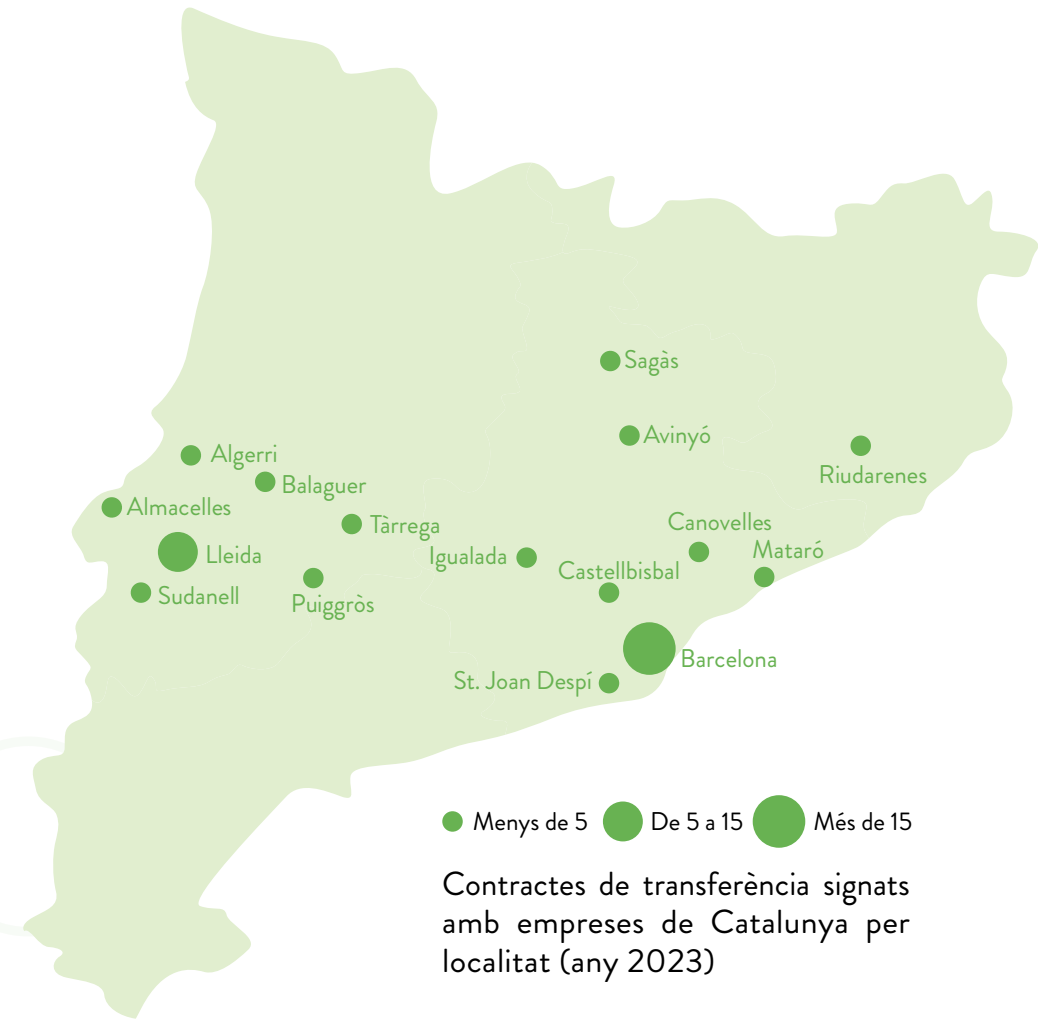 Sagàs
Avinyó
Algerri
Riudarenes
Balaguer
Almacelles
Canovelles
Tàrrega
Mataró
Lleida
Igualada
Castellbisbal
Sudanell
Puiggròs
Barcelona
St. Joan Despí
Menys de 5 De 5 a 15 Més de 15
Contractes de transferència signats
amb empreses de Catalunya per
localitat (any 2023)